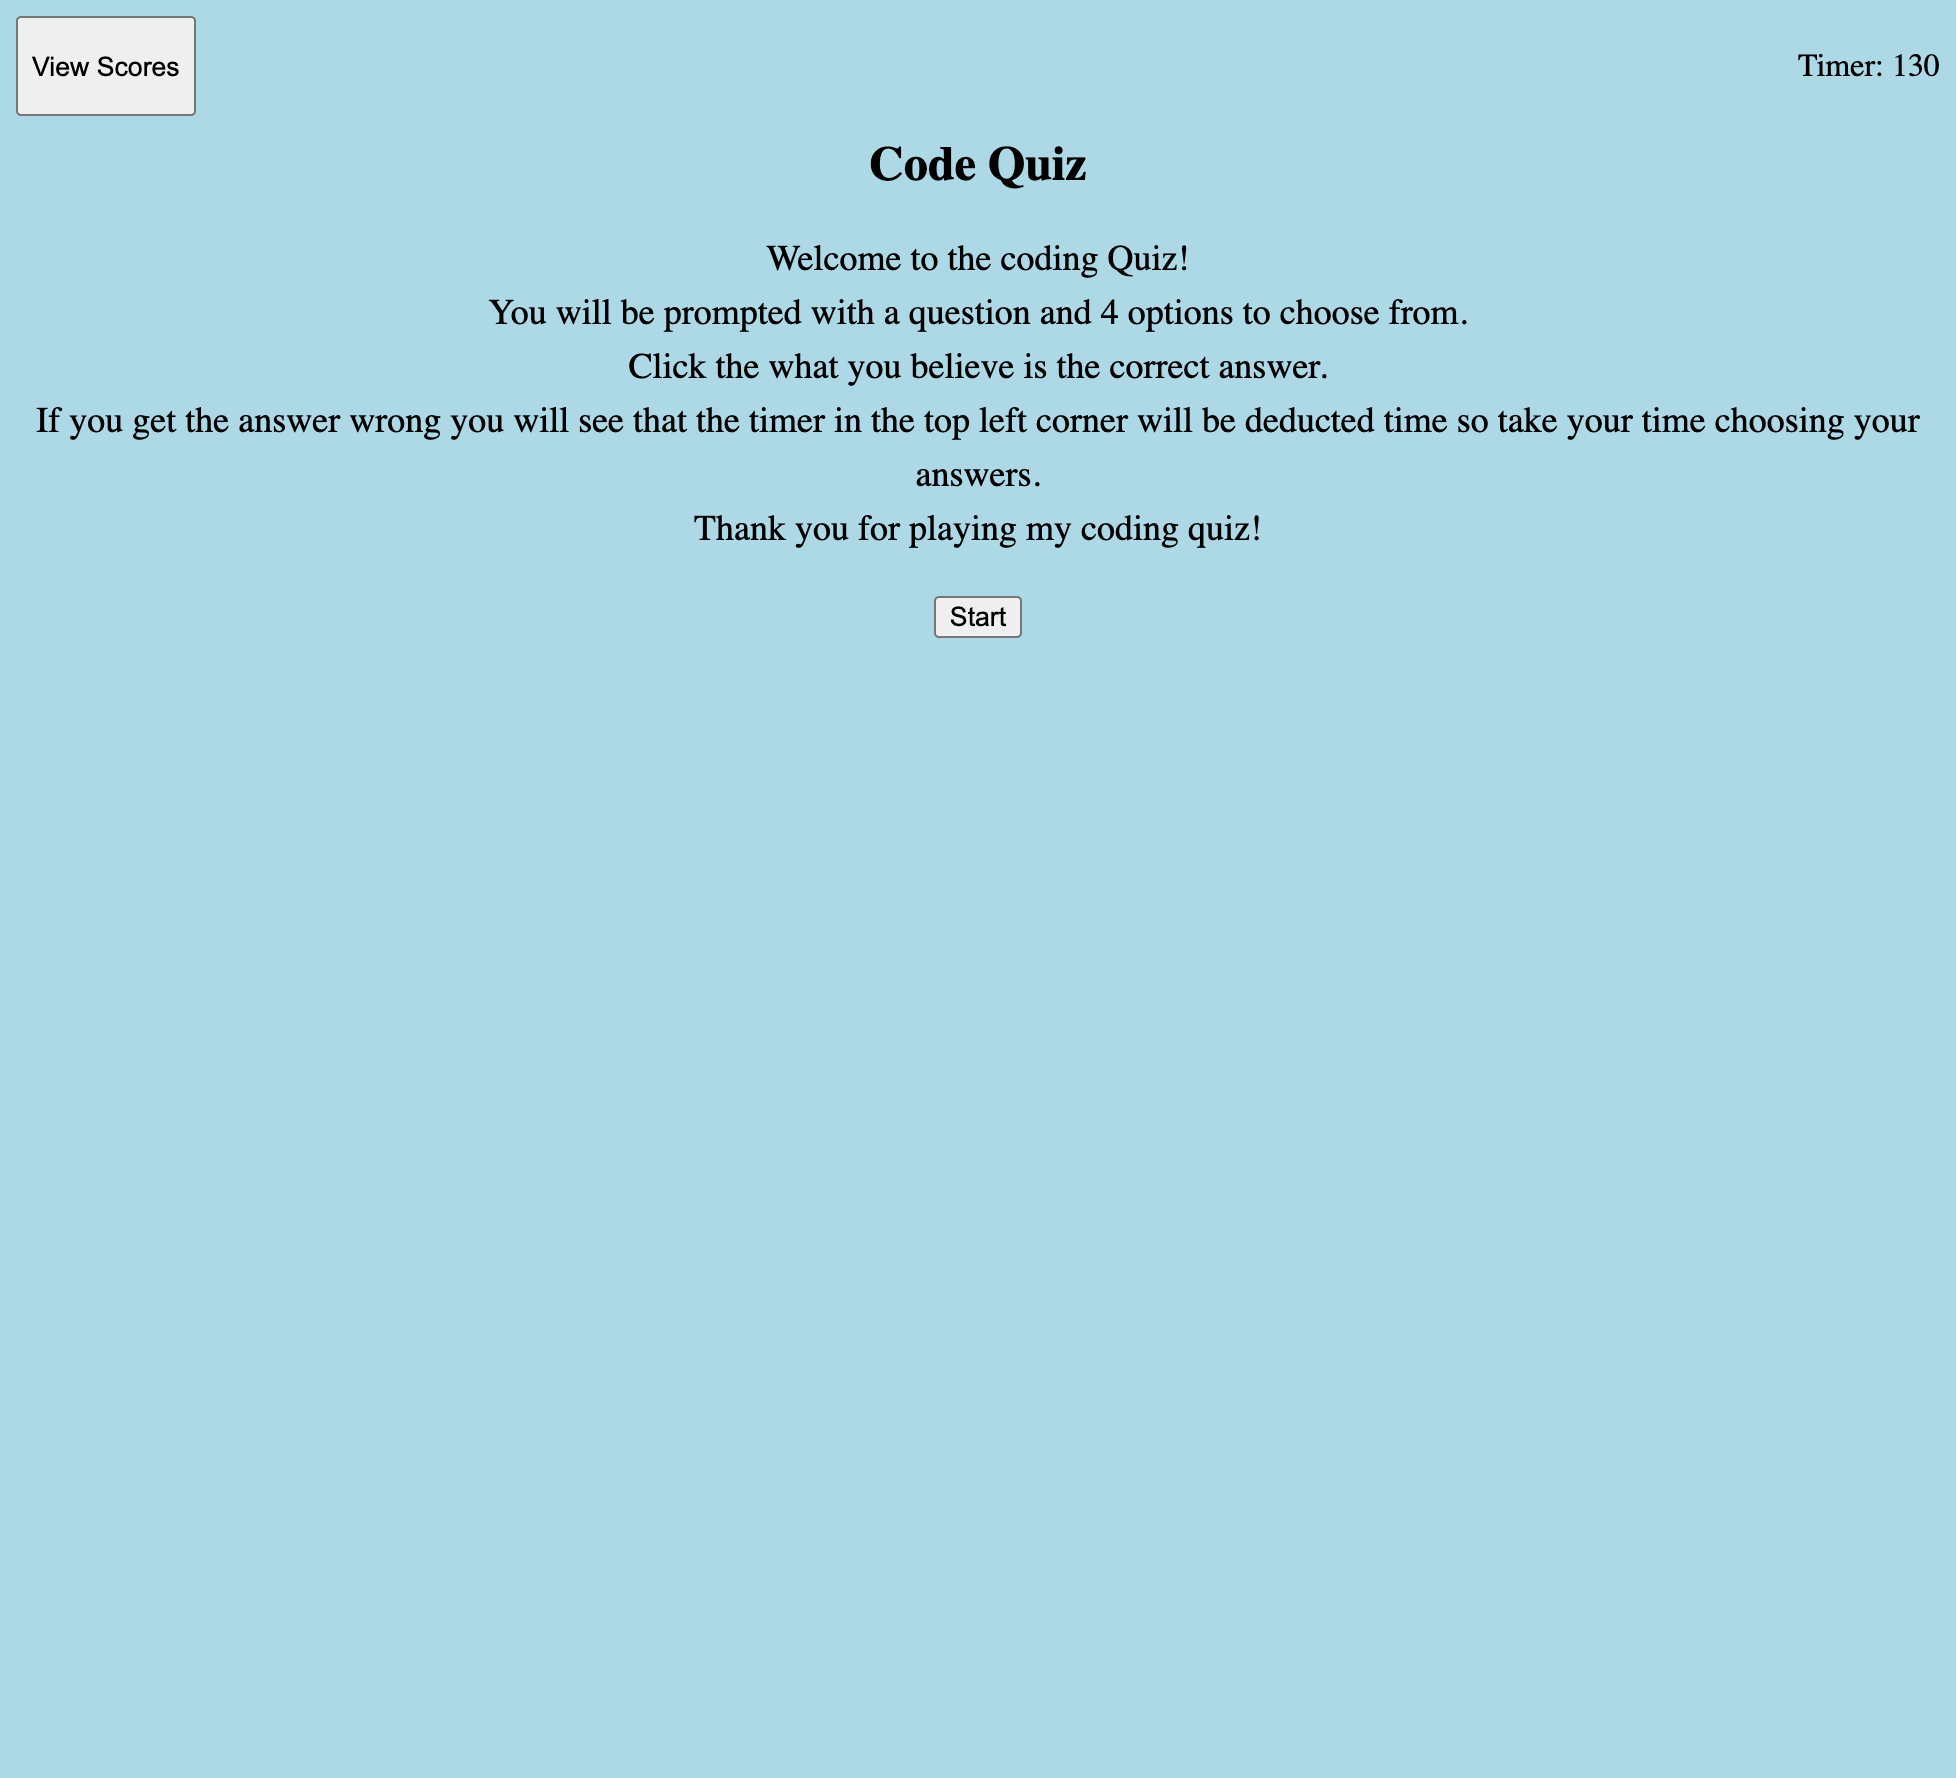 View Scores
Timer: 130
Code Quiz
Welcome to the coding Quiz!
You will be prompted with a question and 4 options to choose from.
Click the what you believe is the correct answer.
If you get the answer wrong you will see that the timer in the top left corner will be deducted time so take your time choosing your
answers.
Thank you for playing my coding quiz!
Start